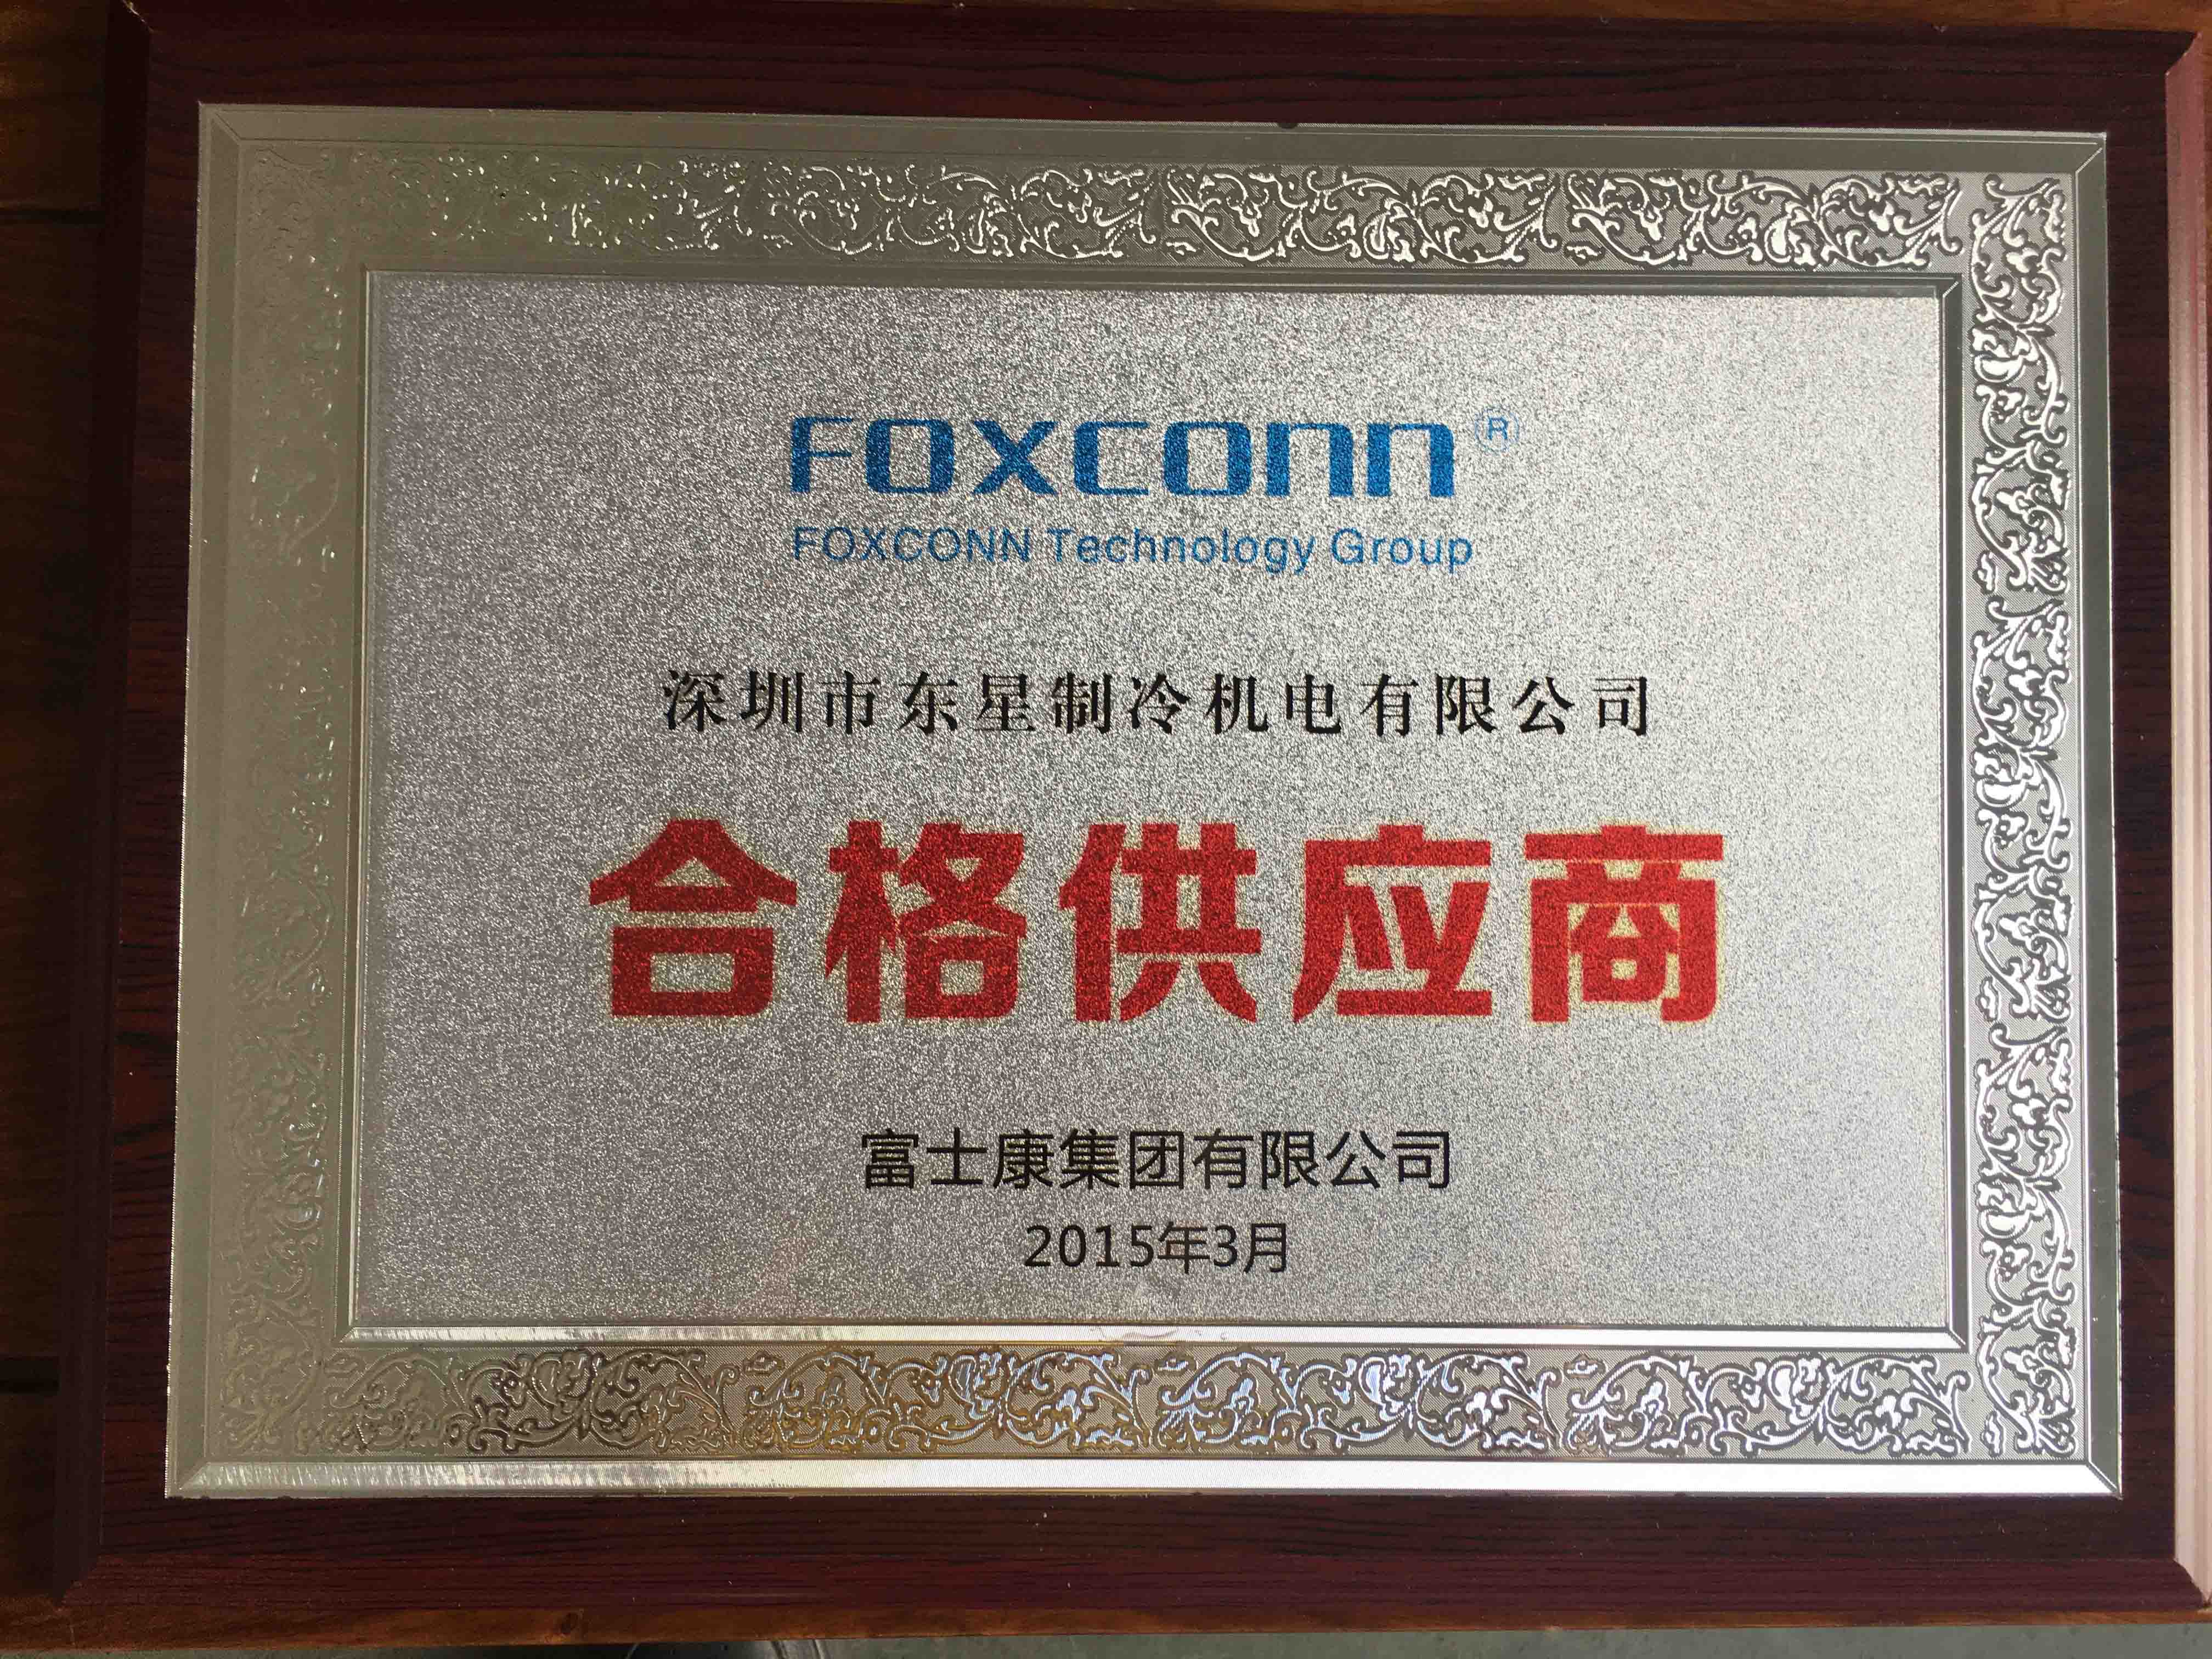 FOXCONN®
FOXCONN Technology Group
深圳市东星制冷机电有限公司
合格供应商
富士康集团有限公司
2015年3月